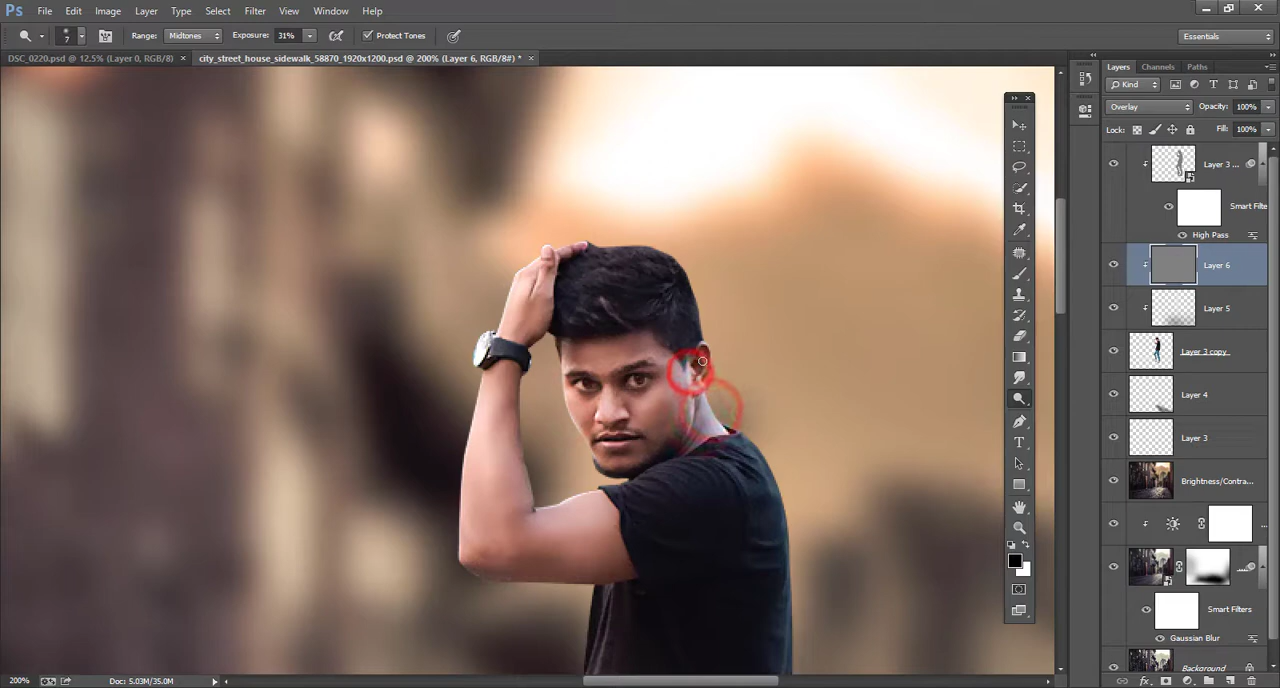 Ps File Edit Image Layer Type Select Filter View Window Help
7 Range: Midtones Exposure: 31% Protect Tones Essentials
DSC_0220.psd @ 12.5% (Layer 0, RGB/8) × city_street_house_sidewalk_58870_1920x1200.psd @ 200% (Layer 6, RGB/8#) * ×
Layers Channels Paths
Kind
Overlay Opacity: 100%
Lock: Fill: 100%
Layer 3 ...
Smart Filte
High Pass
Layer 6
Layer 5
Layer 3 copy
Layer 4
Layer 3
Brightness/Contra...
...
Smart Filters
Gaussian Blur
Background
200% Doc: 5.03M/35.0M